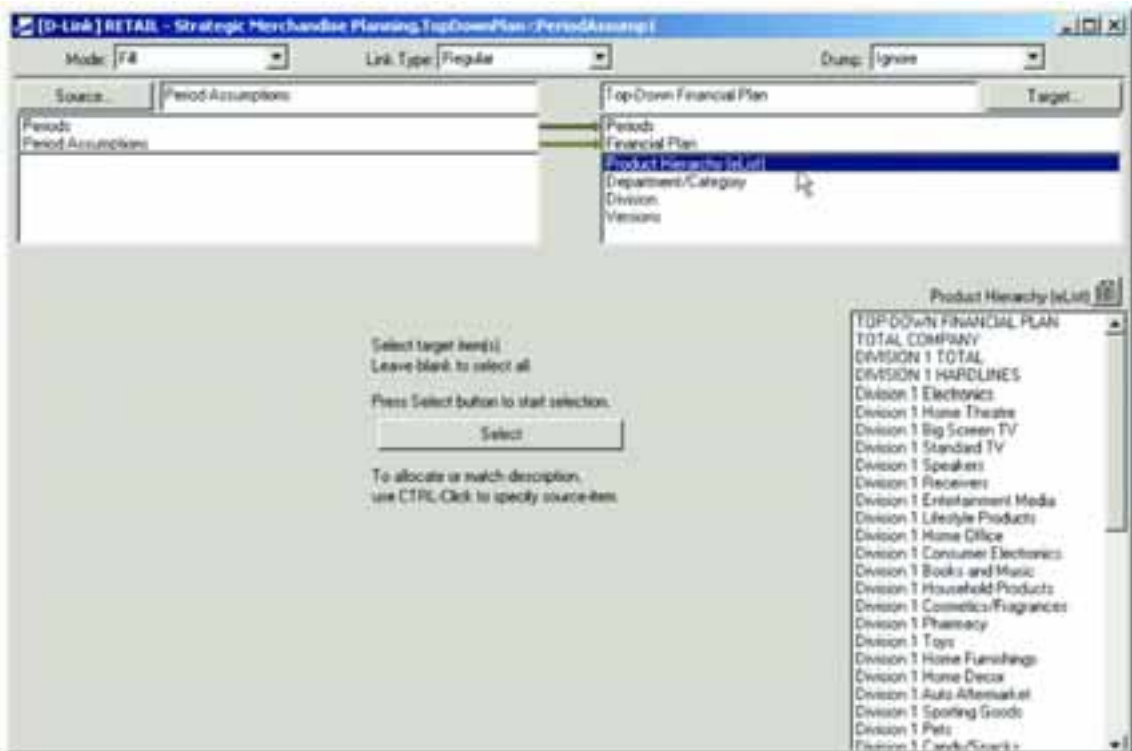 [D-Link] RETAIL - Strategic Merchandise Planning.TopDownPlan<PeriodAssump1
Mode: Fill
Link Type: Regular
Dump: Ignore
Source...
Period Assumptions
Top-Down Financial Plan
Target...
Periods
Period Assumptions
Periods
Financial Plan
Product Hierarchy (eList)
Department/Category
Division
Versions
Product Hierarchy (eList)
Select target item(s)
Leave blank to select all
Press Select button to start selection.
Select
To allocate or match description,
use CTRL-Click to specify source-item
TOP DOWN FINANCIAL PLAN
TOTAL COMPANY
DIVISION 1 TOTAL
DIVISION 1 HARDLINES
Division 1 Electronics
Division 1 Home Theatre
Division 1 Big Screen TV
Division 1 Standard TV
Division 1 Speakers
Division 1 Receivers
Division 1 Entertainment Media
Division 1 Lifestyle Products
Division 1 Home Office
Division 1 Consumer Electronics
Division 1 Books and Music
Division 1 Household Products
Division 1 Cosmetics/Fragrances
Division 1 Pharmacy
Division 1 Toys
Division 1 Home Furnishings
Division 1 Home Decor
Division 1 Auto Aftermarket
Division 1 Sporting Goods
Division 1 Pets
Division 1 Candy/Snacks